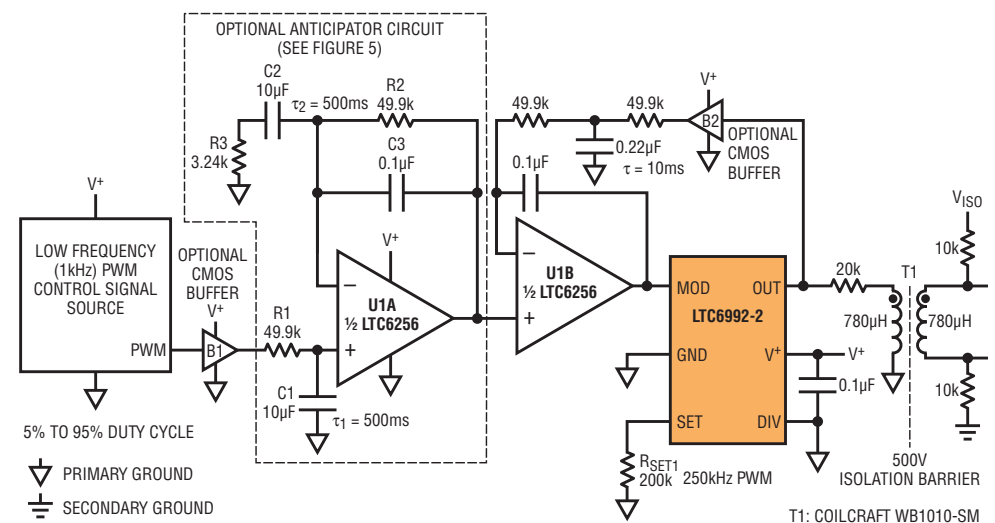 OPTIONAL ANTICIPATOR CIRCUIT
(SEE FIGURE 5)
C2
10µF
τ2 = 500ms
R2
49.9k
R3
3.24k
C3
0.1µF
49.9k
49.9k
V+
B2
OPTIONAL
CMOS
BUFFER
0.22µF
τ = 10ms
0.1µF
V+
LOW FREQUENCY
(1kHz) PWM
CONTROL SIGNAL
SOURCE
PWM
OPTIONAL
CMOS
BUFFER
V+
B1
R1
49.9k
V+
−
U1A
½ LTC6256
+
C1
10µF
τ1 = 500ms
−
U1B
½ LTC6256
+
MOD
OUT
LTC6992-2
GND
V+
SET
DIV
V+
0.1µF
RSET1
200k
250kHz PWM
20k
T1
780µH
780µH
VISO
10k
10k
500V
ISOLATION BARRIER
5% TO 95% DUTY CYCLE
PRIMARY GROUND
SECONDARY GROUND
T1: COILCRAFT WB1010-SM